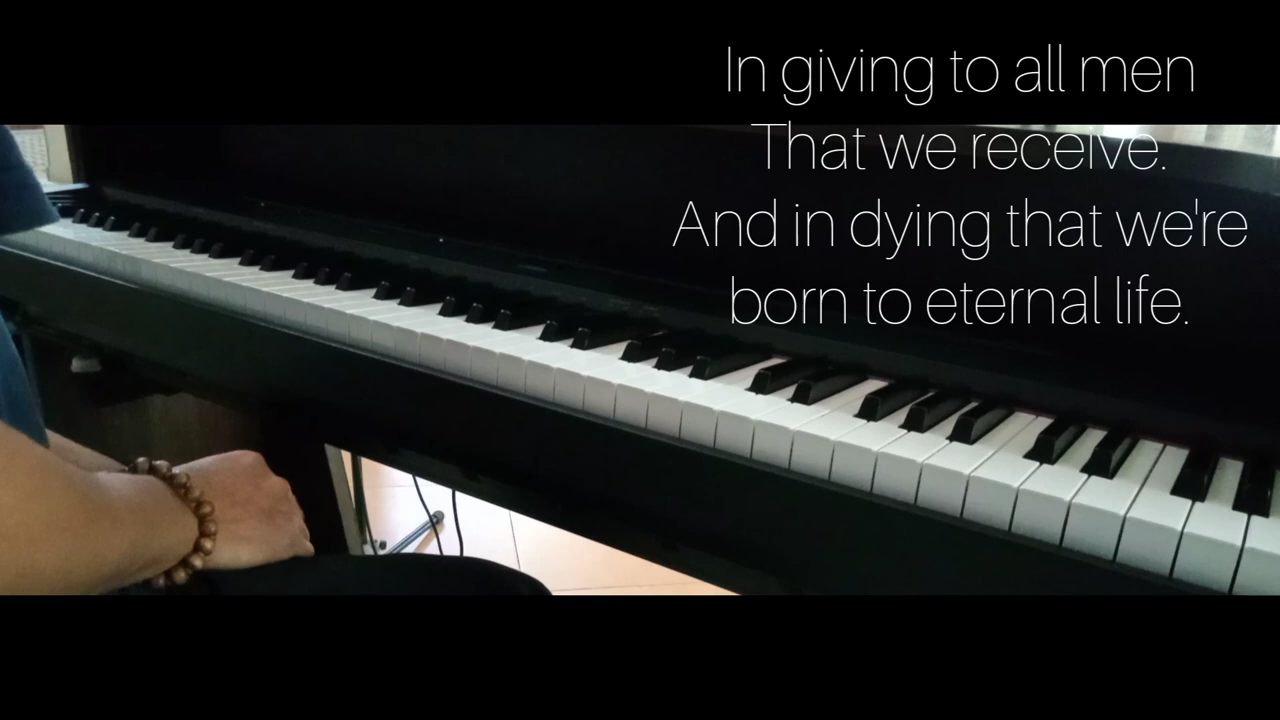 In giving to all men
That we receive.
And in dying that we're
born to eternal life.